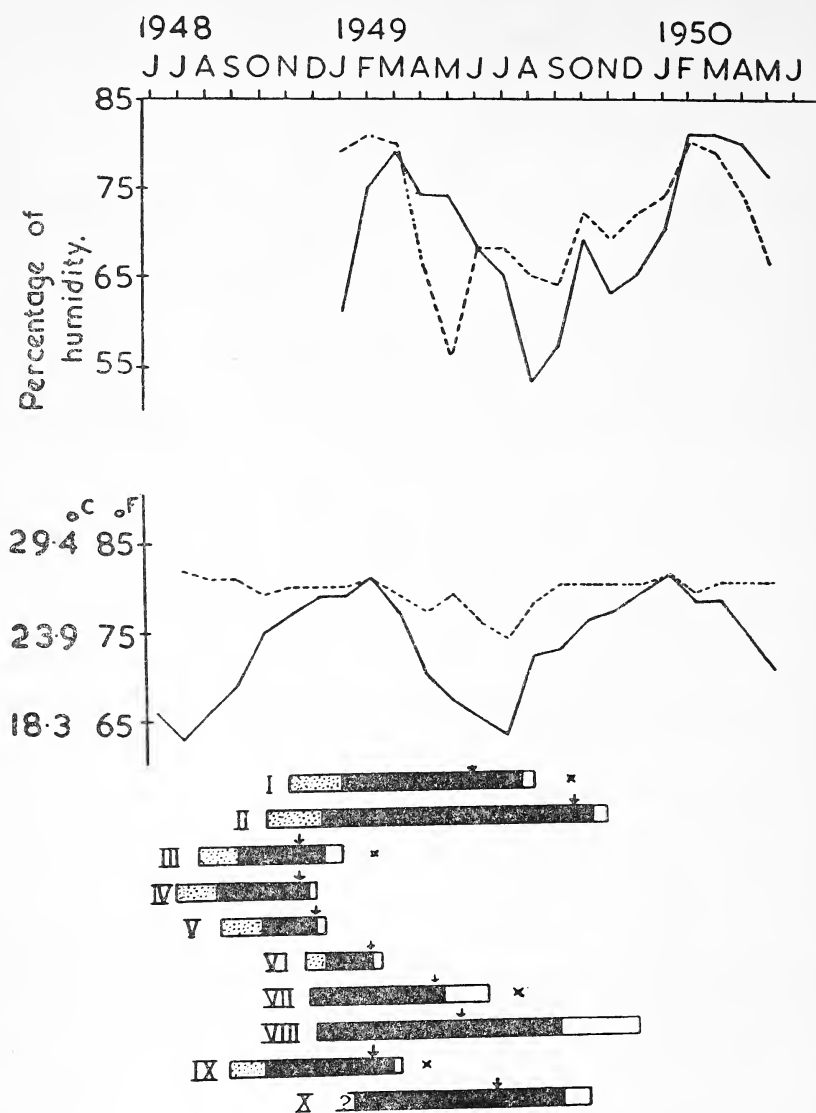 1948 1949 1950
J J A S O N D J F M A M J J A S O N D J F M A M J
85
75
65
55
Percentage of
humidity.
°C °F
29.4 85
23.9 75
18.3 65
I
II
III
IV
V
VI
VII
VIII
IX
X ?